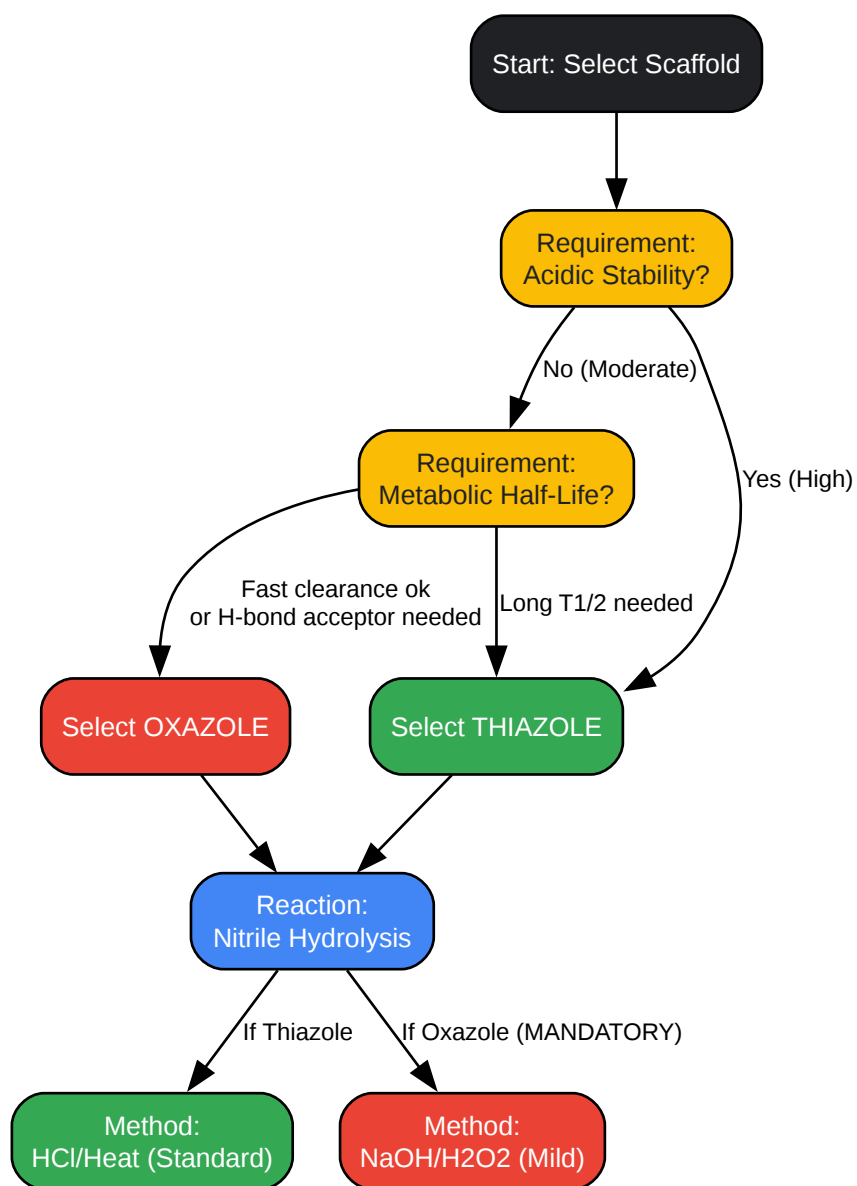 Start: Select Scaffold
Requirement:
Acidic Stability?
No (Moderate)
Yes (High)
Requirement:
Metabolic Half-Life?
Fast clearance ok
or H-bond acceptor needed
Long T1/2 needed
Select OXAZOLE
Select THIAZOLE
Reaction:
Nitrile Hydrolysis
If Thiazole
If Oxazole (MANDATORY)
Method:
HCl/Heat (Standard)
Method:
NaOH/H2O2 (Mild)